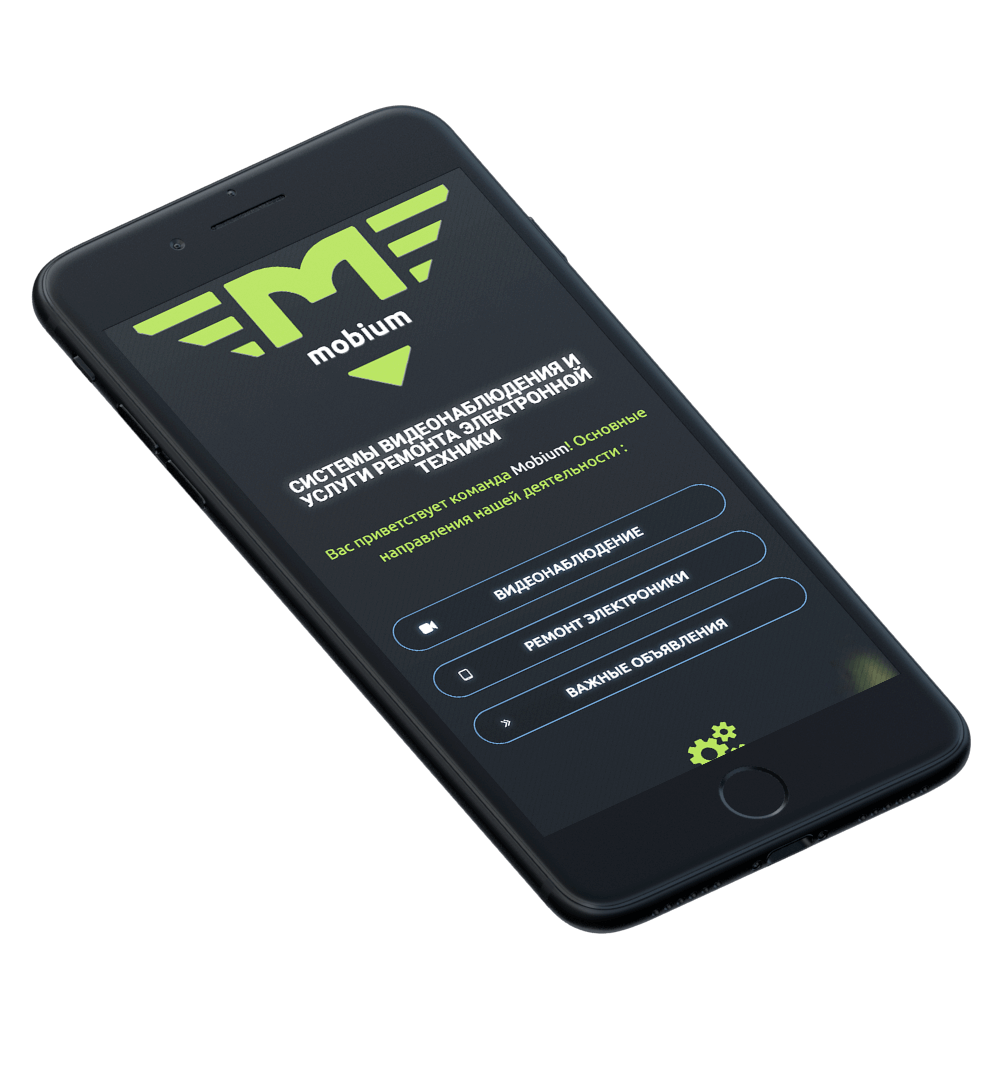 M
mobium
СИСТЕМЫ ВИДЕОНАБЛЮДЕНИЯ И
УСЛУГИ РЕМОНТА ЭЛЕКТРОННОЙ
ТЕХНИКИ
Вас приветствует команда Mobium! Основные
направления нашей деятельности :
ВИДЕОНАБЛЮДЕНИЕ
РЕМОНТ ЭЛЕКТРОНИКИ
ВАЖНЫЕ ОБЪЯВЛЕНИЯ